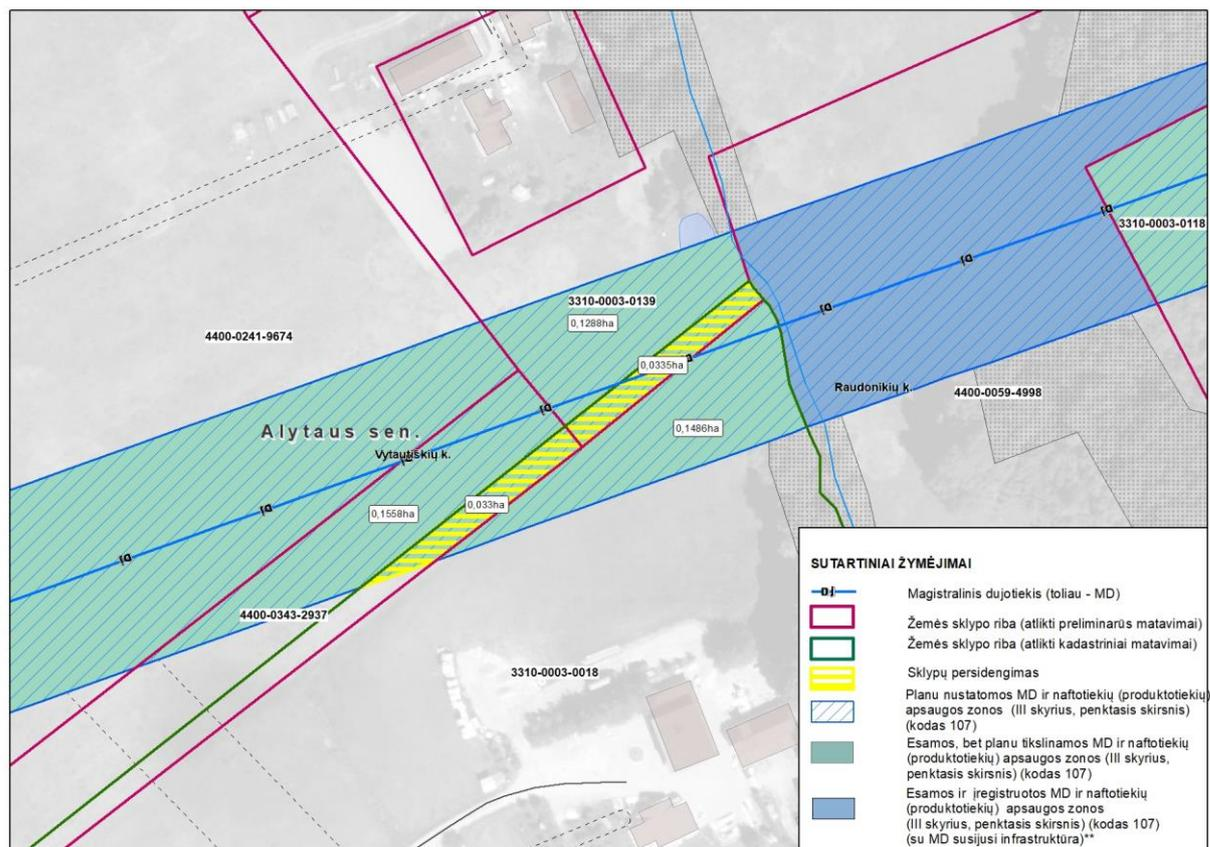 3310-0003-0118
3310-0003-0139
0,1288ha
4400-0241-9674
0,0335ha
Raudonikių k.
4400-0059-4998
Alytaus sen.
0,1486ha
Vytautiškių k.
0,033ha
0,1558ha
4400-0343-2937
3310-0003-0018
SUTARTINIAI ŽYMĖJIMAI
Magistralinis dujotiekis (toliau - MD)
Žemės sklypo riba (atlikti preliminarūs matavimai)
Žemės sklypo riba (atlikti kadastriniai matavimai)
Sklypų persidengimas
Planu nustatomos MD ir naftotiekių (produktotiekių)
apsaugos zonos (III skyrius, penktasis skirsnis)
(kodas 107)
Esamos, bet planu tikslinamos MD ir naftotiekių
(produktotiekių) apsaugos zonos (III skyrius,
penktasis skirsnis) (kodas 107)
Esamos ir įregistruotos MD ir naftotiekių
(produktotiekių) apsaugos zonos
(III skyrius, penktasis skirsnis) (kodas 107)
(su MD susijusi infrastruktūra)**